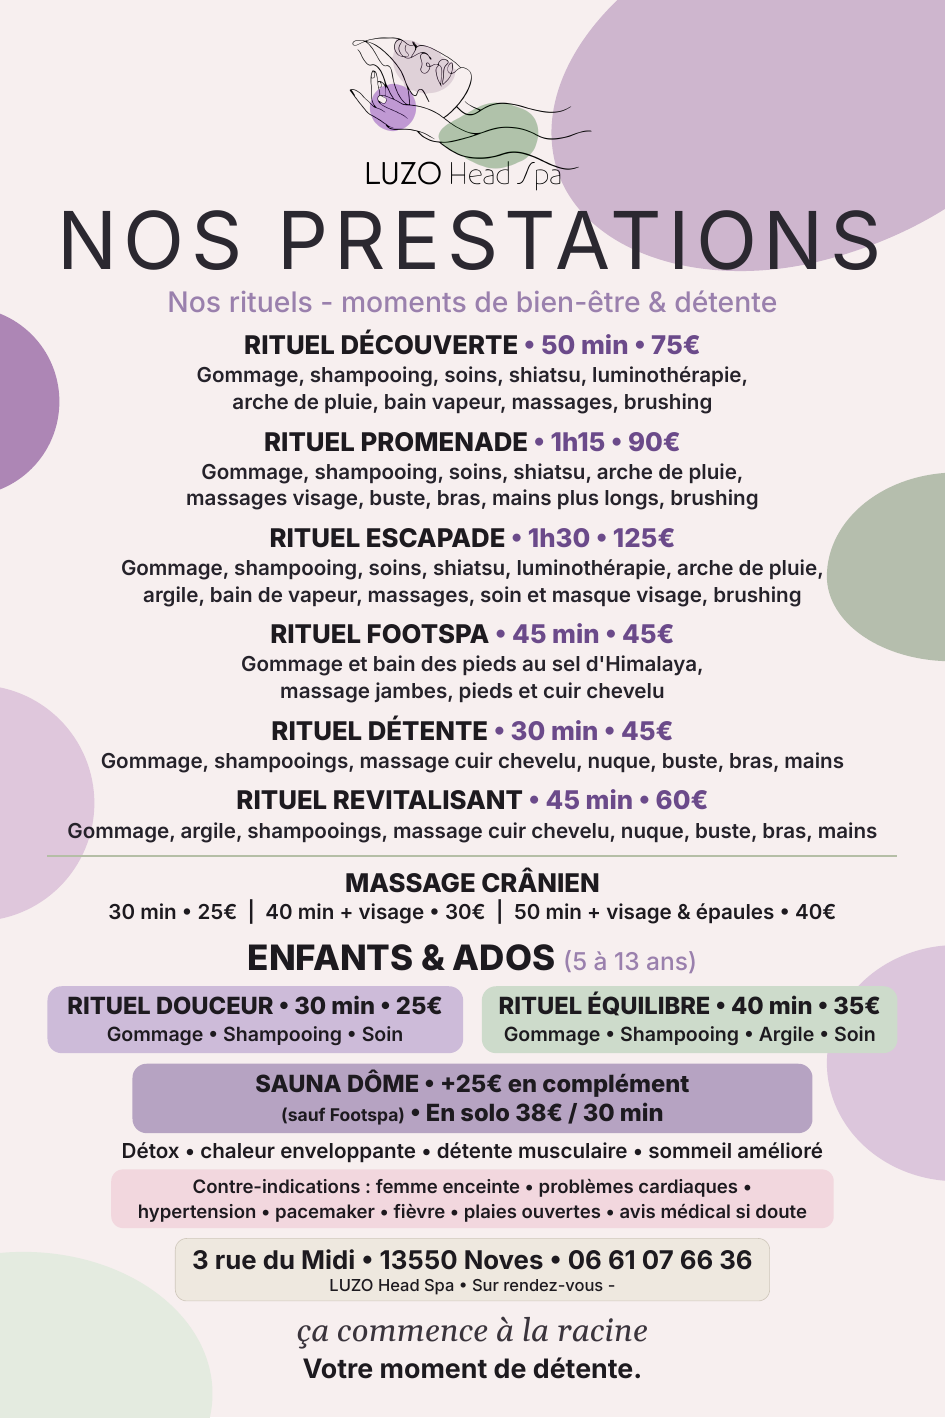 LUZO Head Spa
NOS PRESTATIONS
Nos rituels - moments de bien-être & détente
RITUEL DÉCOUVERTE • 50 min • 75€
Gommage, shampooing, soins, shiatsu, luminothérapie,
arche de pluie, bain vapeur, massages, brushing
RITUEL PROMENADE • 1h15 • 90€
Gommage, shampooing, soins, shiatsu, arche de pluie,
massages visage, buste, bras, mains plus longs, brushing
RITUEL ESCAPADE • 1h30 • 125€
Gommage, shampooing, soins, shiatsu, luminothérapie, arche de pluie,
argile, bain de vapeur, massages, soin et masque visage, brushing
RITUEL FOOTSPA • 45 min • 45€
Gommage et bain des pieds au sel d'Himalaya,
massage jambes, pieds et cuir chevelu
RITUEL DÉTENTE • 30 min • 45€
Gommage, shampooings, massage cuir chevelu, nuque, buste, bras, mains
RITUEL REVITALISANT • 45 min • 60€
Gommage, argile, shampooings, massage cuir chevelu, nuque, buste, bras, mains
MASSAGE CRÂNIEN
30 min • 25€ | 40 min + visage • 30€ | 50 min + visage & épaules • 40€
ENFANTS & ADOS (5 à 13 ans)
RITUEL DOUCEUR • 30 min • 25€
Gommage • Shampooing • Soin
RITUEL ÉQUILIBRE • 40 min • 35€
Gommage • Shampooing • Argile • Soin
SAUNA DÔME • +25€ en complément
(sauf Footspa) • En solo 38€ / 30 min
Détox • chaleur enveloppante • détente musculaire • sommeil amélioré
Contre-indications : femme enceinte • problèmes cardiaques •
hypertension • pacemaker • fièvre • plaies ouvertes • avis médical si doute
3 rue du Midi • 13550 Noves • 06 61 07 66 36
LUZO Head Spa • Sur rendez-vous -
ça commence à la racine
Votre moment de détente.